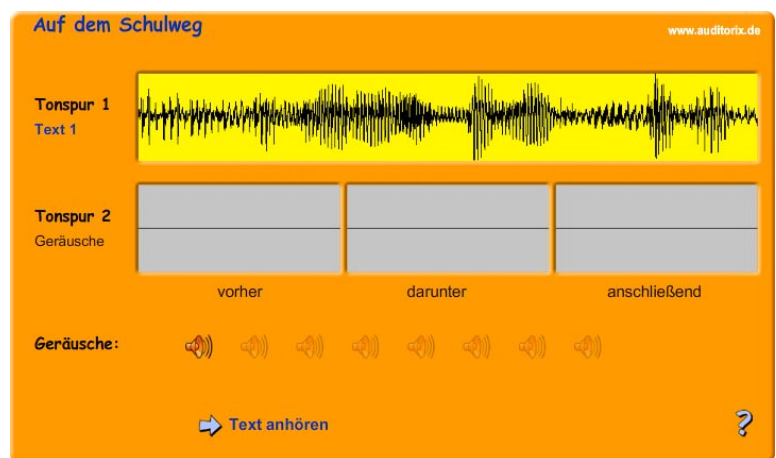 Auf dem Schulweg
www.auditorix.de
Tonspur 1
Text 1
Tonspur 2
Geräusche
vorher darunter anschließend
Geräusche:
Text anhören
?